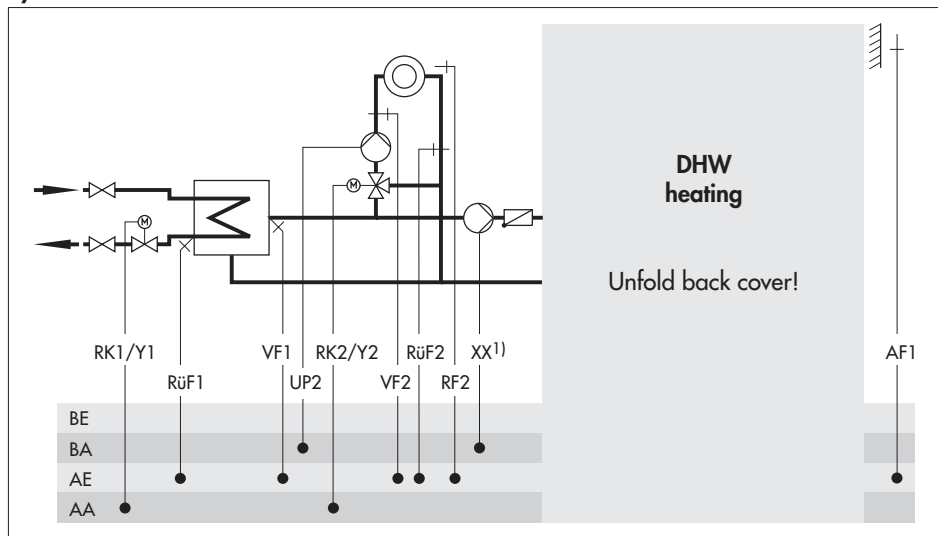 DHW
heating
Unfold back cover!
M
M
RK1/Y1
VF1
RK2/Y2
RüF2
XX1)
AF1
RüF1
UP2
VF2
RF2
BE
BA
AE
AA